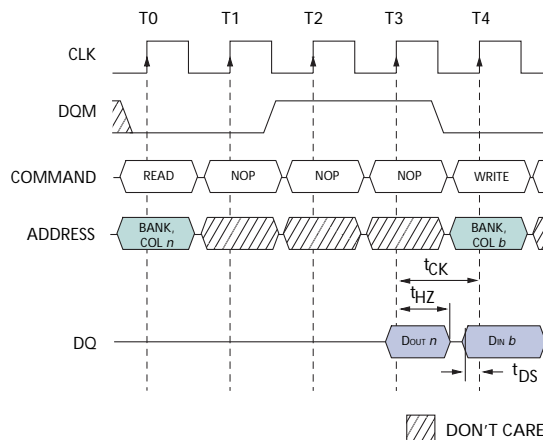 T0 T1 T2 T3 T4
CLK
DQM
COMMAND READ NOP NOP NOP WRITE
ADDRESS BANK, COL n BANK, COL b
tCK
tHZ
DQ DOUT n DIN b
tDS
DON'T CARE